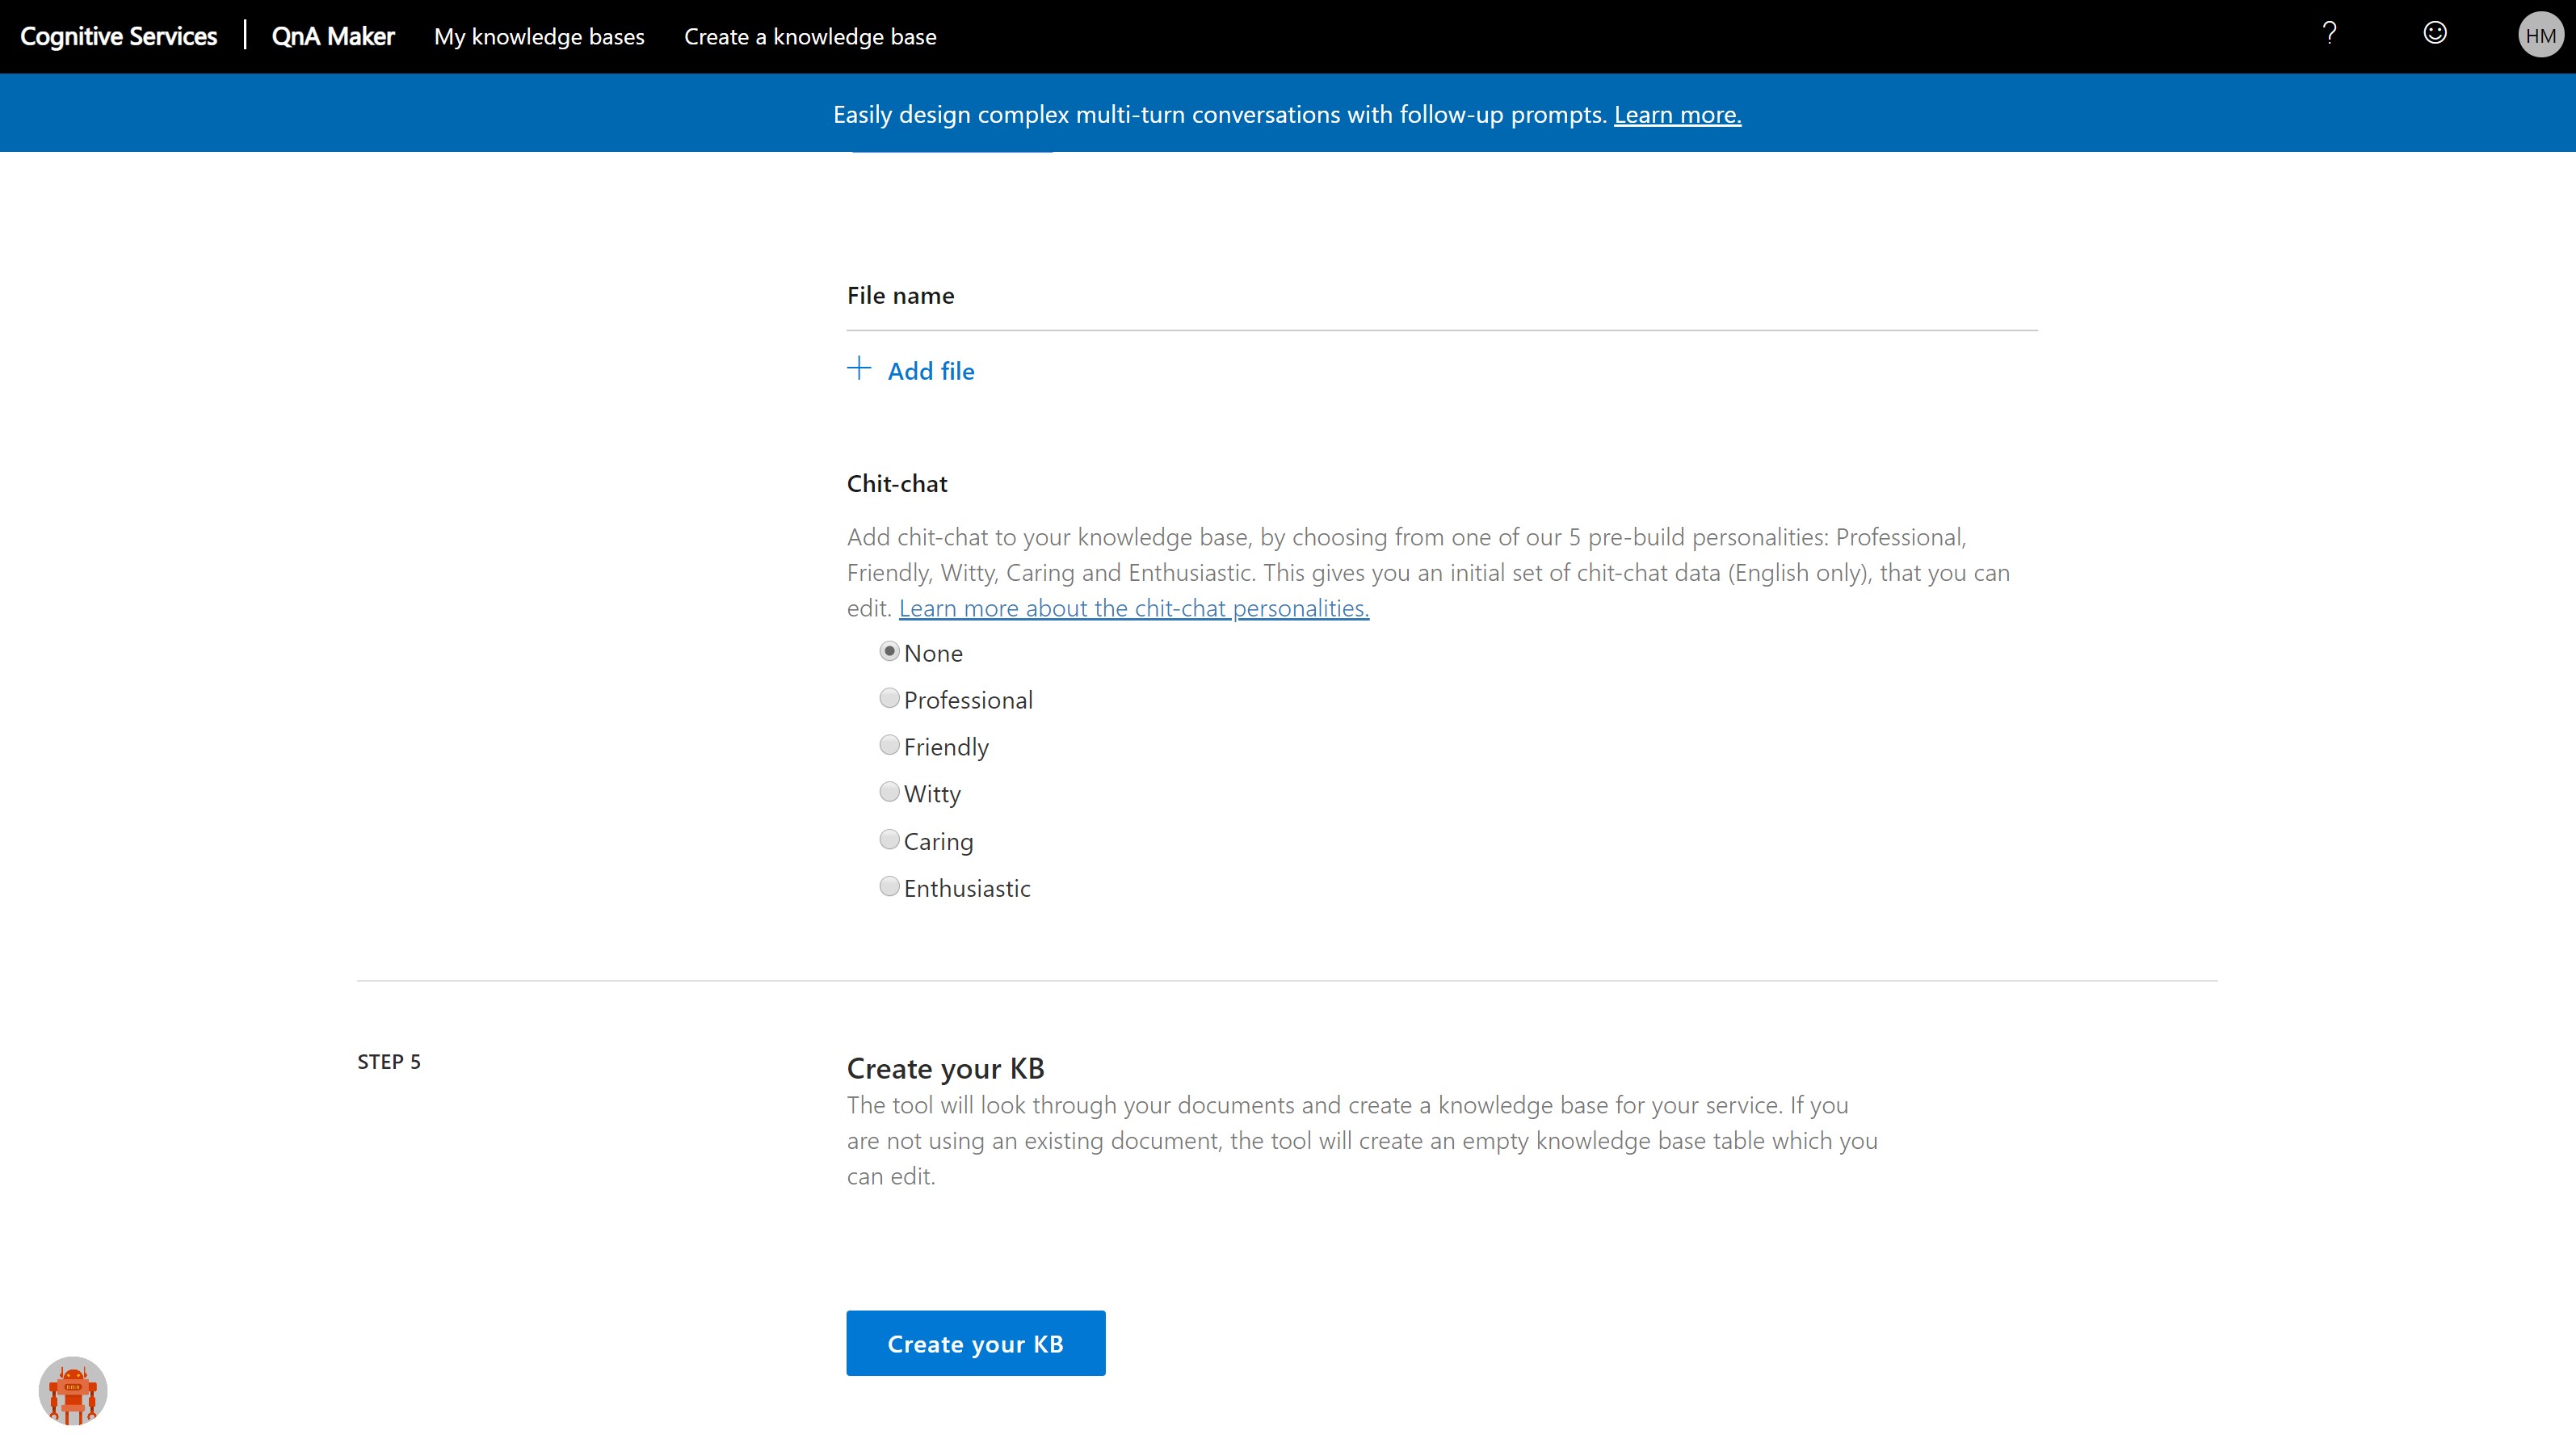 Cognitive Services | QnA Maker My knowledge bases Create a knowledge base ? HM
Easily design complex multi-turn conversations with follow-up prompts. Learn more.
File name
Add file
Chit-chat
Add chit-chat to your knowledge base, by choosing from one of our 5 pre-build personalities: Professional,
Friendly, Witty, Caring and Enthusiastic. This gives you an initial set of chit-chat data (English only), that you can
edit. Learn more about the chit-chat personalities.
None
Professional
Friendly
Witty
Caring
Enthusiastic
STEP 5
Create your KB
The tool will look through your documents and create a knowledge base for your service. If you
are not using an existing document, the tool will create an empty knowledge base table which you
can edit.
Create your KB